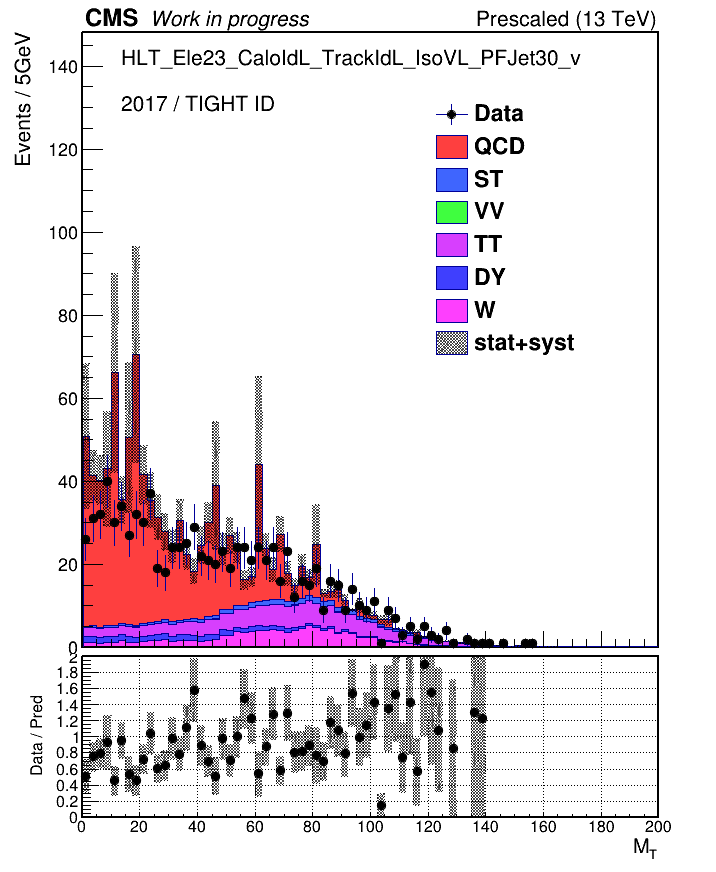 CMS Work in progress Prescaled (13 TeV)
HLT_Ele23_CaloIdL_TrackIdL_IsoVL_PFJet30_v
2017 / TIGHT ID
Data
QCD
ST
VV
TT
DY
W
stat+syst
Events / 5GeV
140
120
100
80
60
40
20
0
Data / Pred
2
1.8
1.6
1.4
1.2
1
0.8
0.6
0.4
0.2
0
0 20 40 60 80 100 120 140 160 180 200
M_T